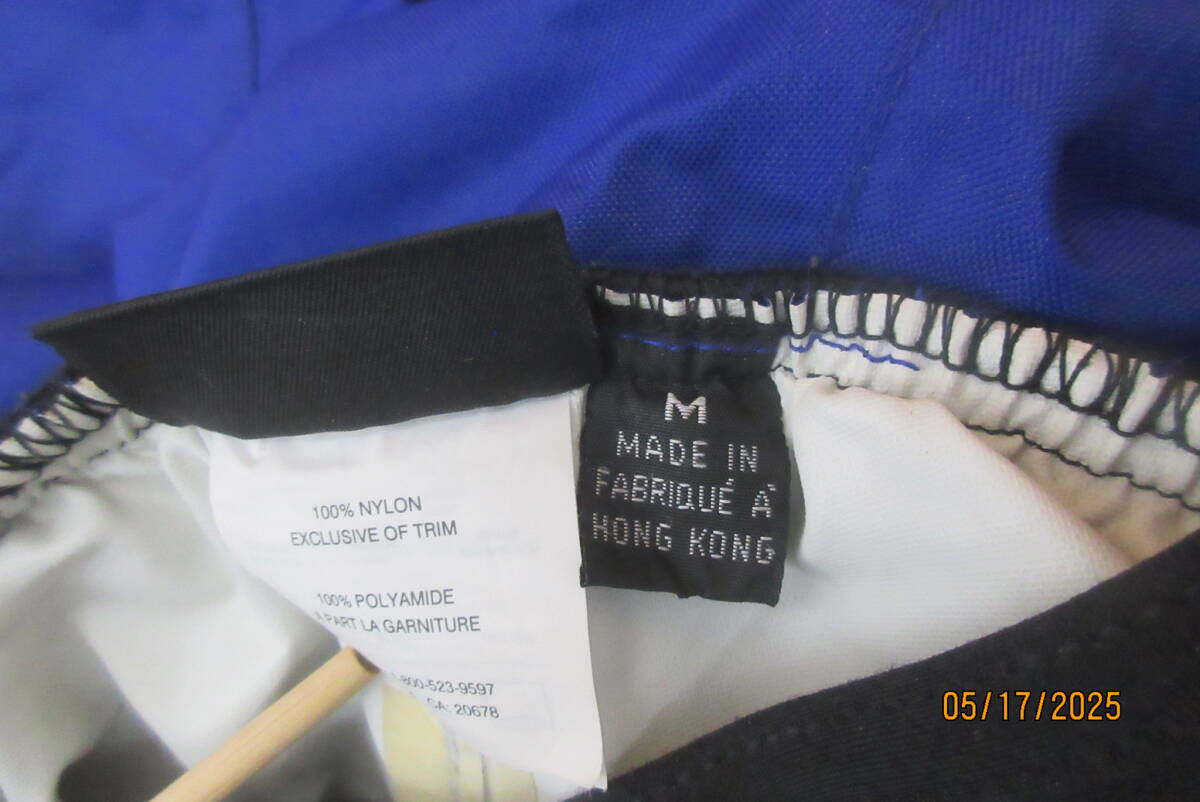 100% NYLON
EXCLUSIVE OF TRIM
100% POLYAMIDE
PART LA GARNITURE
800-523-9597
CA: 20678
M
MADE IN
FABRIQUÉ À
HONG KONG
05/17/2025